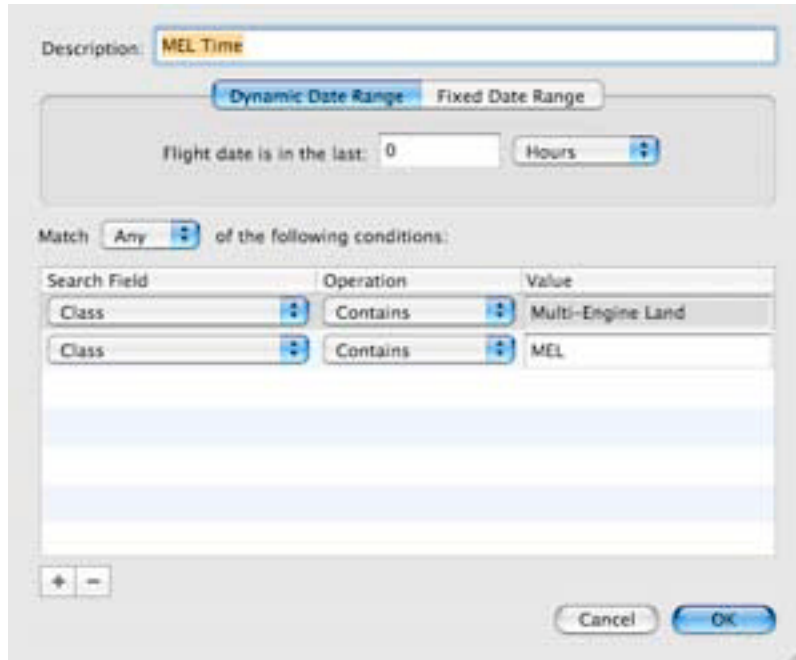 Description: MEL Time
Dynamic Date Range Fixed Date Range
Flight date is in the last: 0 Hours
Match Any of the following conditions:
Search Field Operation Value
Class Contains Multi-Engine Land
Class Contains MEL
+ −
Cancel OK